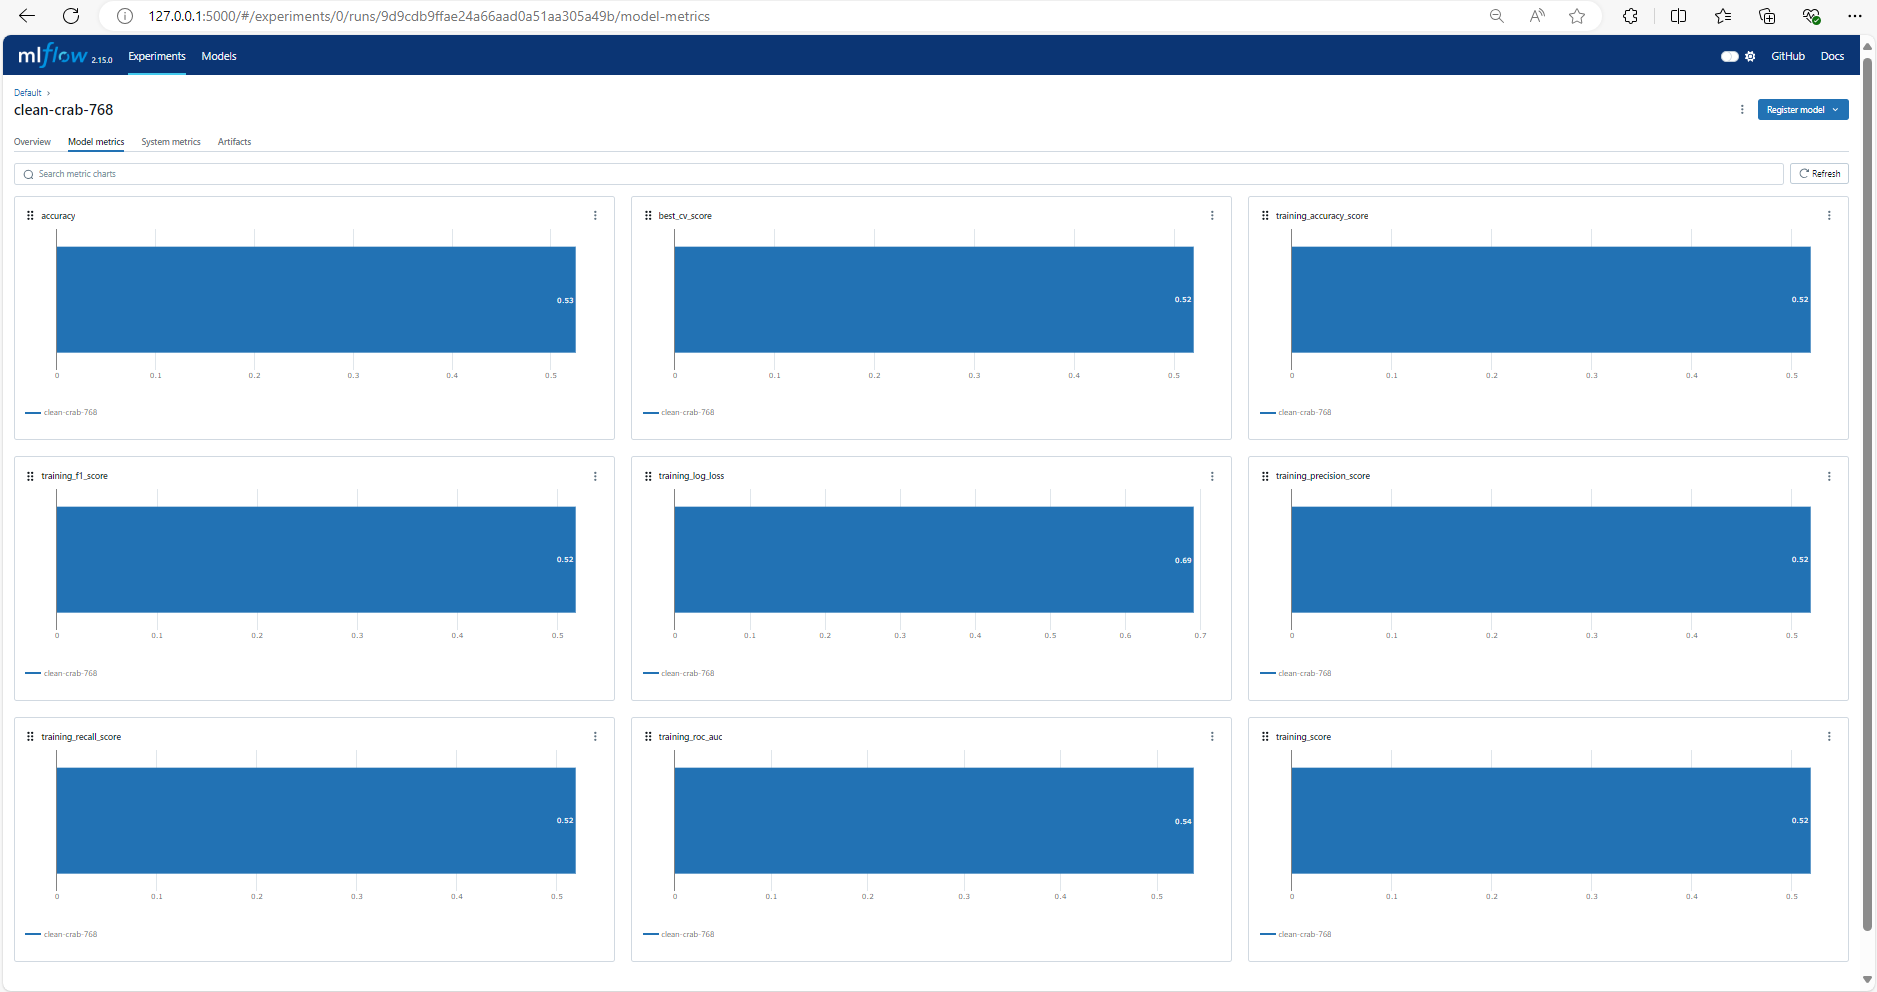 127.0.0.1:5000/#/experiments/0/runs/9d9cdb9ffae24a66aad0a51aa305a49b/model-metrics
mlflow 2.15.0 Experiments Models GitHub Docs
Default ›
clean-crab-768
Register model
Overview Model metrics System metrics Artifacts
Search metric charts
Refresh
accuracy
0.53
0 0.1 0.2 0.3 0.4 0.5
clean-crab-768
best_cv_score
0.52
0 0.1 0.2 0.3 0.4 0.5
clean-crab-768
training_accuracy_score
0.52
0 0.1 0.2 0.3 0.4 0.5
clean-crab-768
training_f1_score
0.52
0 0.1 0.2 0.3 0.4 0.5
clean-crab-768
training_log_loss
0.69
0 0.1 0.2 0.3 0.4 0.5 0.6 0.7
clean-crab-768
training_precision_score
0.52
0 0.1 0.2 0.3 0.4 0.5
clean-crab-768
training_recall_score
0.52
0 0.1 0.2 0.3 0.4 0.5
clean-crab-768
training_roc_auc
0.54
0 0.1 0.2 0.3 0.4 0.5
clean-crab-768
training_score
0.52
0 0.1 0.2 0.3 0.4 0.5
clean-crab-768